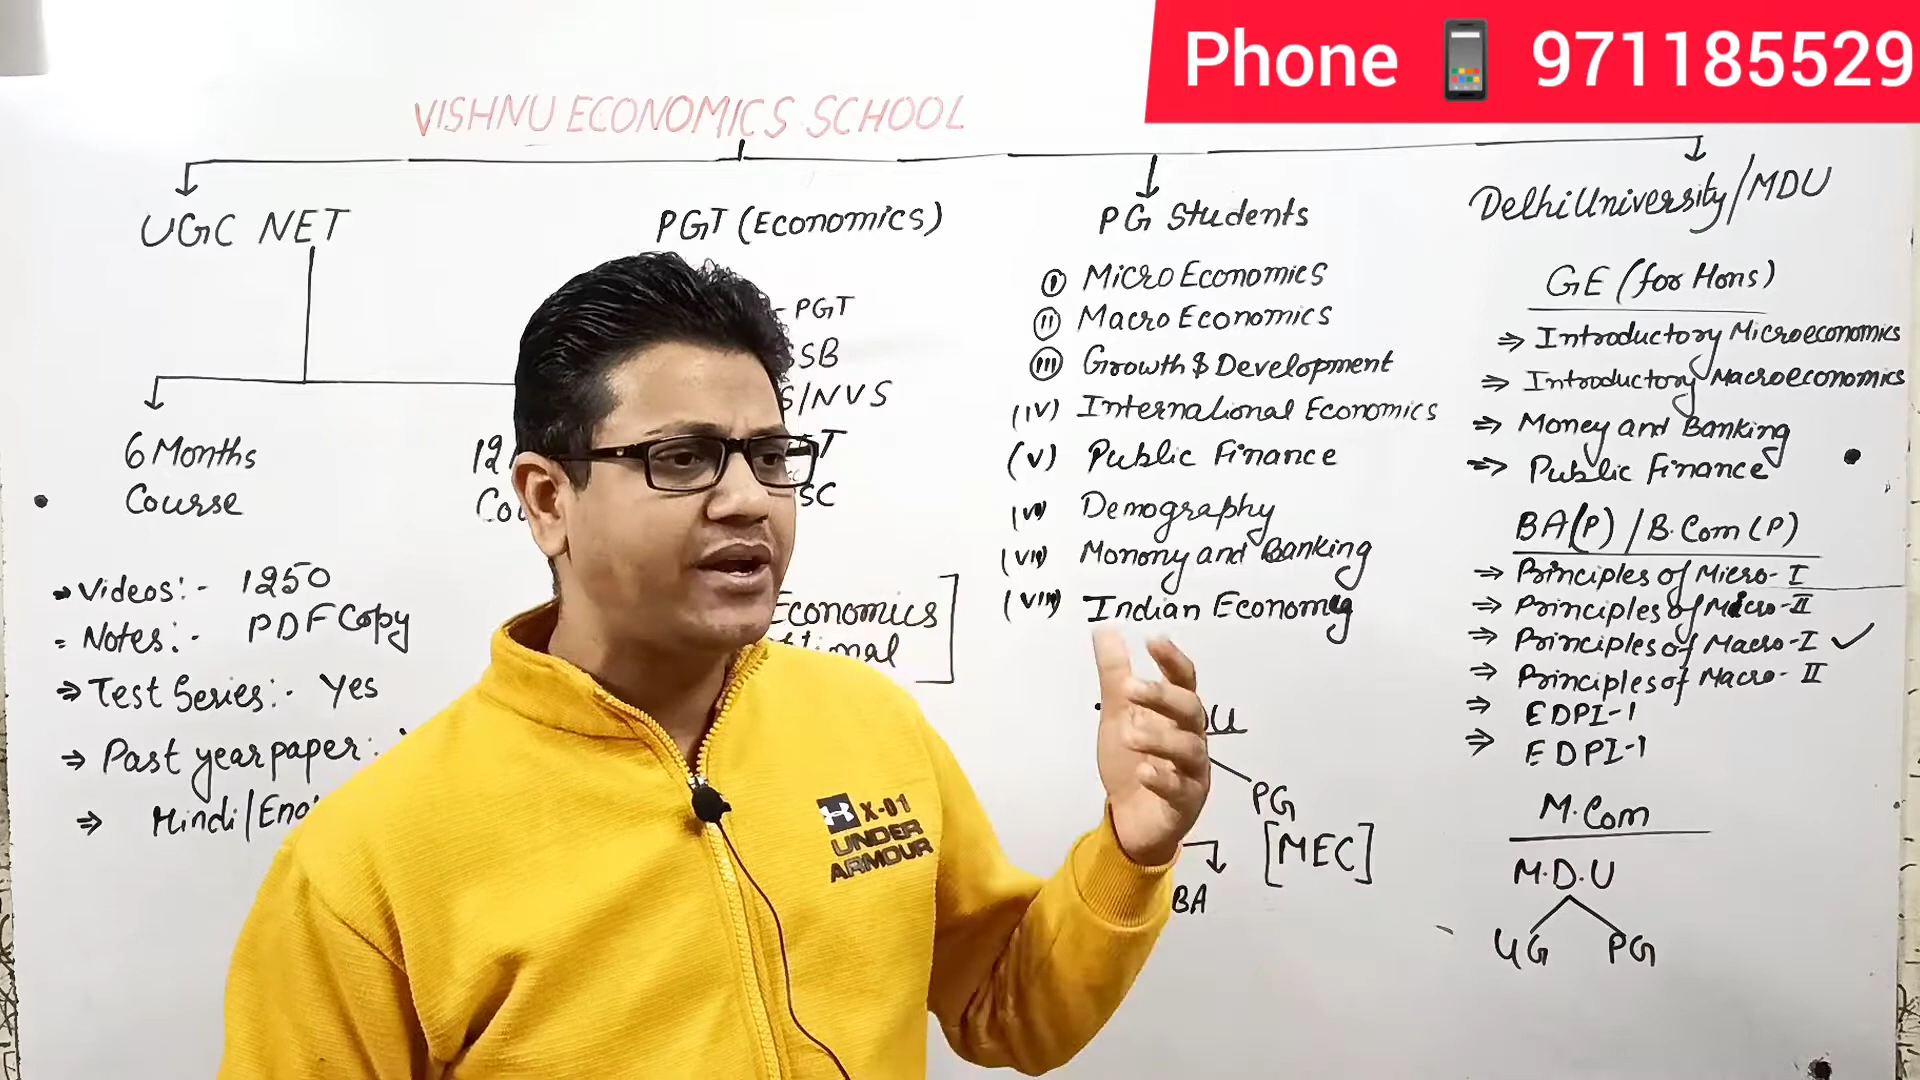 Phone 971185529
VISHNU ECONOMICS SCHOOL
UGC NET
6 Months
Course
Videos:- 1250
Notes:- PDF Copy
Test Series:- Yes
Past year paper:-
Hindi/
PGT (Economics)
- PGT
SB
S/NVS
SC
Economics
PG Students
(I) Micro Economics
(II) Macro Economics
(III) Growth & Development
(IV) International Economics
(V) Public Finance
(VI) Demography
(VII) Monony and Banking
(VIII) Indian Economy
PG
[MEC]
BA
Delhi University/MDU
GE (for Hons)
⇒ Introductory Microeconomics
⇒ Introductory Macroeconomics
⇒ Money and Banking
⇒ Public Finance
BA(P) / B.Com (P)
⇒ Principles of Micro-I
⇒ Principles of Micro-II
⇒ Principles of Macro-I ✓
⇒ Principles of Macro-II
⇒ EDPI-1
⇒ EDPI-1
M.Com
M.D.U
UG PG
X-01
UNDER
ARMOUR